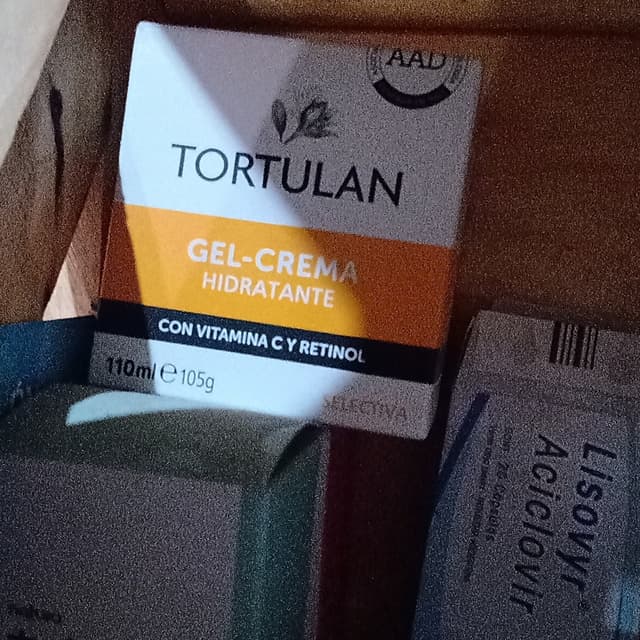 AAD
TORTULAN
GEL-CREMA
HIDRATANTE
CON VITAMINA C Y RETINOL
110ml ℮ 105g
SELECTIVA
Lisovyr®
Aciclovir